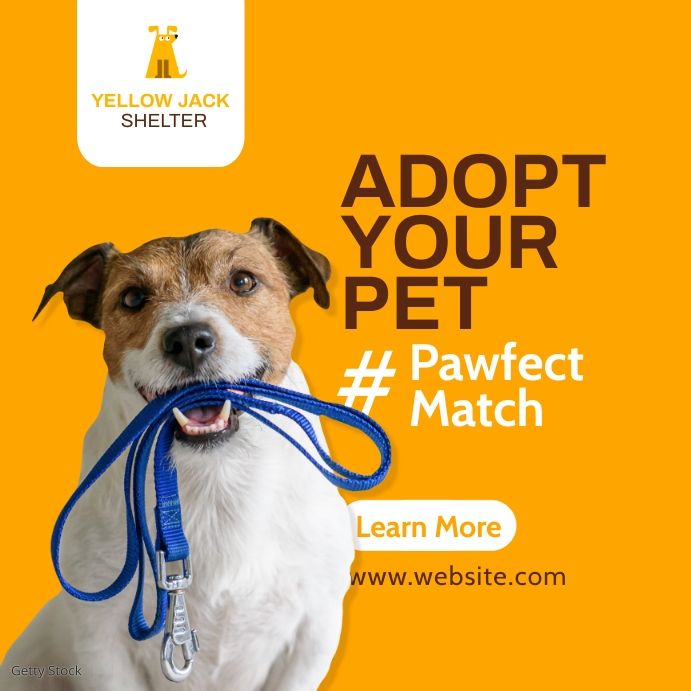 YELLOW JACK
SHELTER
ADOPT
YOUR
PET
# Pawfect
Match
Learn More
www.website.com
Getty Stock